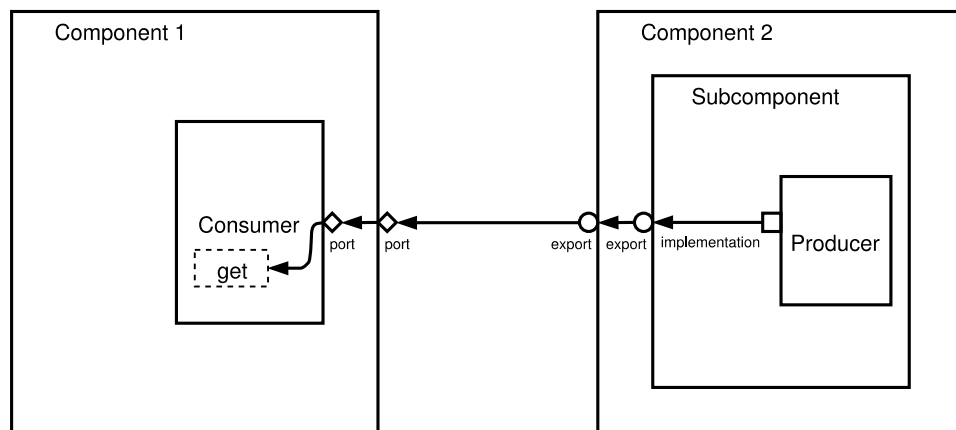 Component 1
Component 2
Subcomponent
Consumer
get
port
port
export
export
implementation
Producer